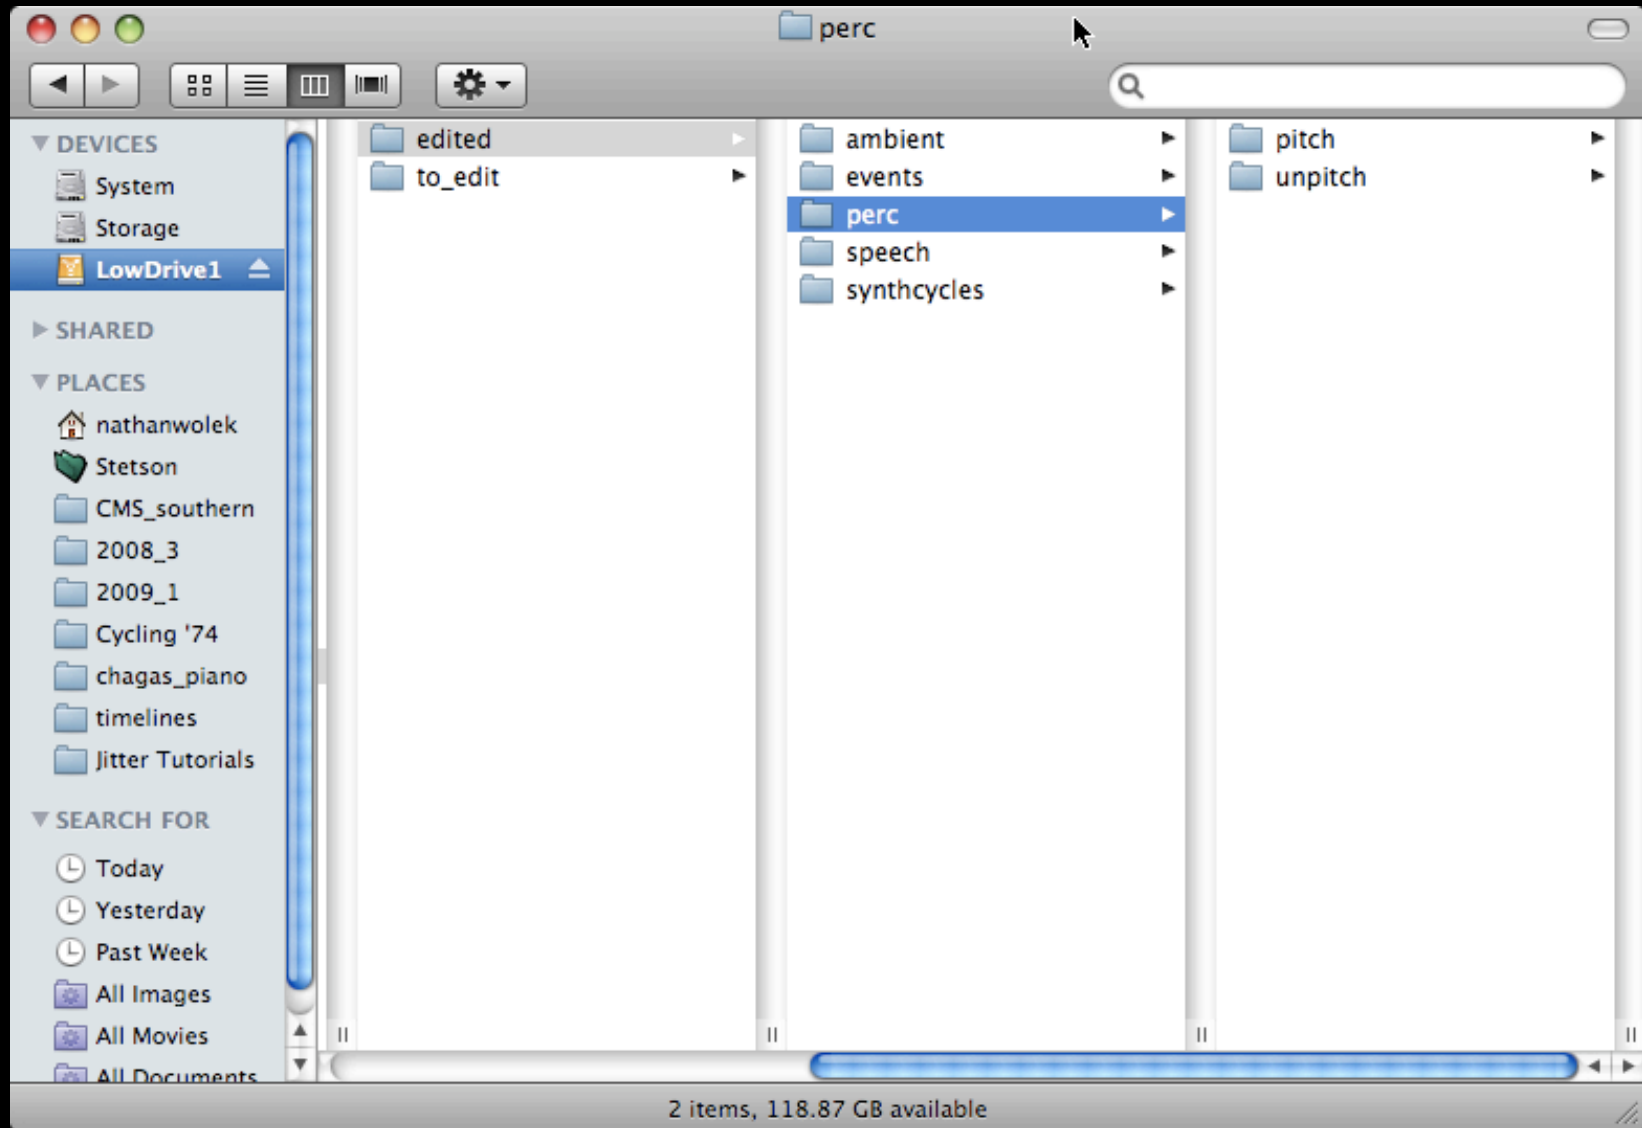 perc
DEVICES
System
Storage
LowDrive1
SHARED
PLACES
nathanwolek
Stetson
CMS_southern
2008_3
2009_1
Cycling '74
chagas_piano
timelines
Jitter Tutorials
SEARCH FOR
Today
Yesterday
Past Week
All Images
All Movies
All Documents
edited
to_edit
ambient
events
perc
speech
synthcycles
pitch
unpitch
2 items, 118.87 GB available